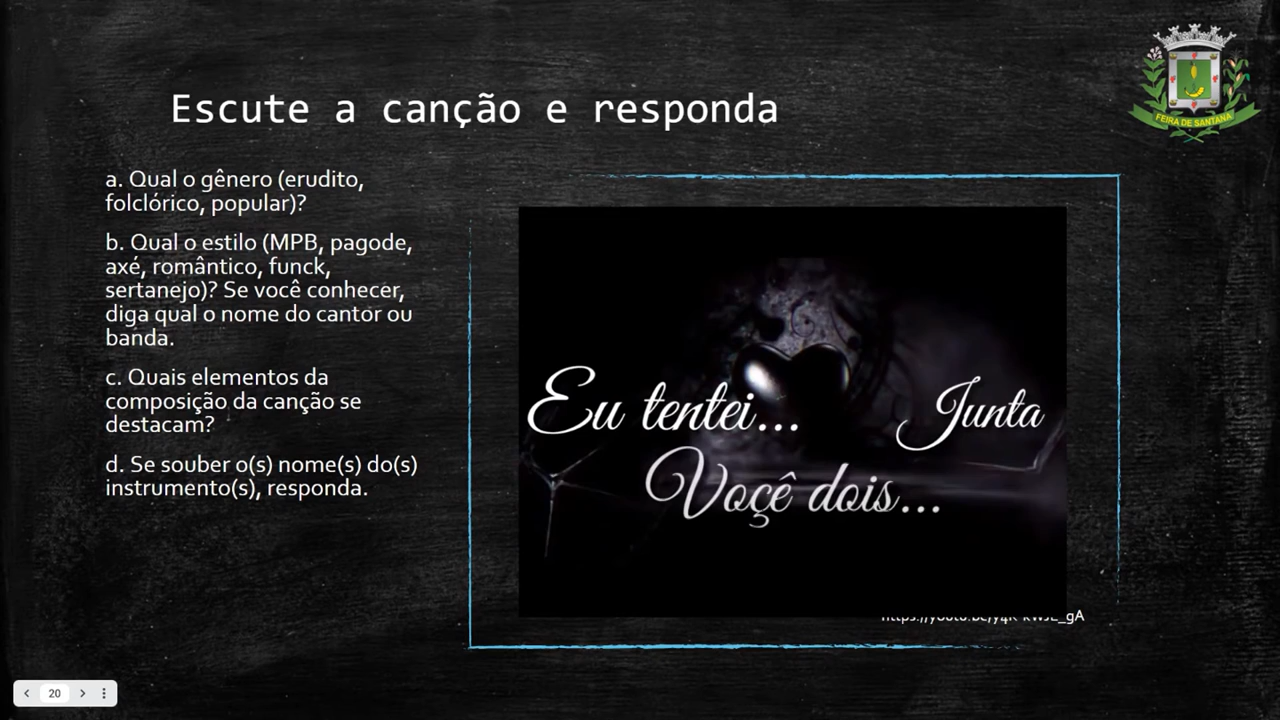 FEIRA DE SANTANA
Escute a canção e responda
a. Qual o gênero (erudito,
folclórico, popular)?
b. Qual o estilo (MPB, pagode,
axé, romântico, funck,
sertanejo)? Se você conhecer,
diga qual o nome do cantor ou
banda.
c. Quais elementos da
composição da canção se
destacam?
d. Se souber o(s) nome(s) do(s)
instrumento(s), responda.
Eu tentei... Junta
Voçê dois...
20